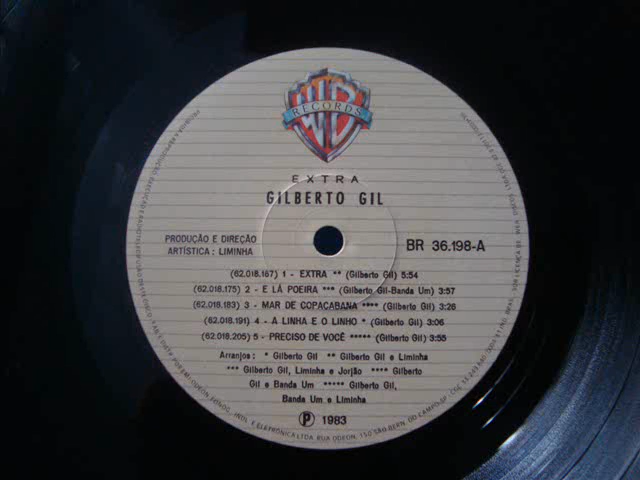 WB
RECORDS
EXTRA
GILBERTO GIL
PRODUÇÃO E DIREÇÃO
ARTÍSTICA : LIMINHA
BR 36.198-A
(62.018.167) 1 - EXTRA ** (Gilberto Gil) 5:54
(62.018.175) 2 - E LÁ POEIRA *** (Gilberto Gil-Banda Um) 3:57
(62.018.183) 3 - MAR DE COPACABANA **** (Gilberto Gil) 3:26
(62.018.191) 4 - A LINHA E O LINHO * (Gilberto Gil) 3:06
(62.018.205) 5 - PRECISO DE VOCÊ ***** (Gilberto Gil) 3:55
Arranjos : * Gilberto Gil ** Gilberto Gil e Liminha
*** Gilberto Gil, Liminha e Jorjão **** Gilberto
Gil e Banda Um ***** Gilberto Gil,
Banda Um e Liminha
Ⓟ 1983